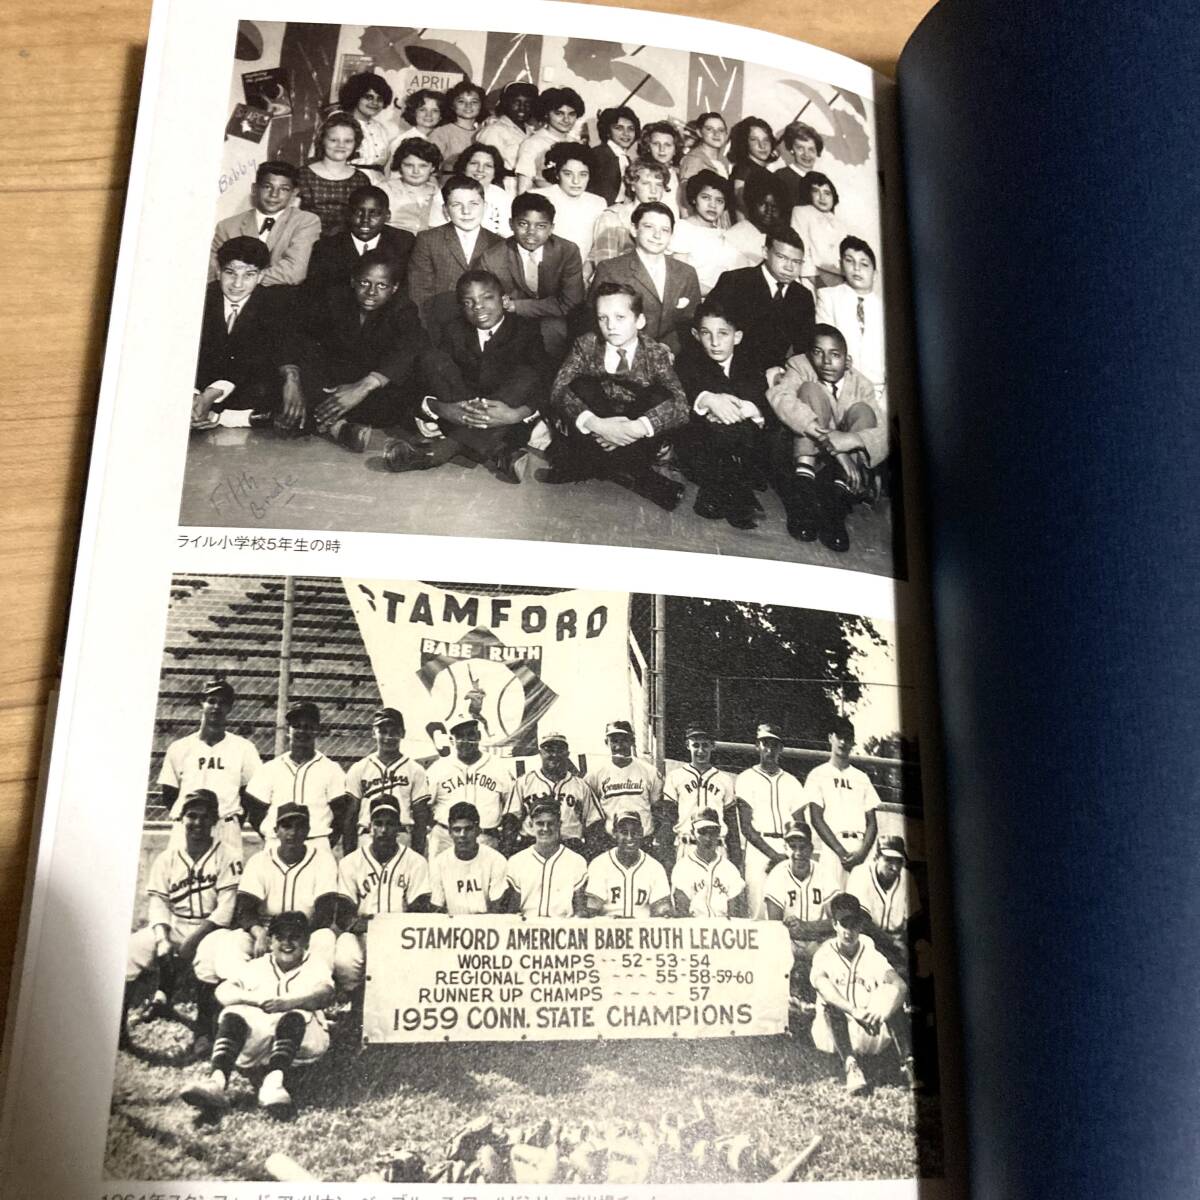 APRIL
Bobby
Fifth
Grade
ライル小学校5年生の時
STAMFORD
BABE RUTH
PAL
STAMFORD
Connecticut
ROTARY
PAL
13
PAL
F.D.
F D
STAMFORD AMERICAN BABE RUTH LEAGUE
WORLD CHAMPS -- 52-53-54
REGIONAL CHAMPS --- 55-58-59-60
RUNNER UP CHAMPS ---- 57
1959 CONN. STATE CHAMPIONS